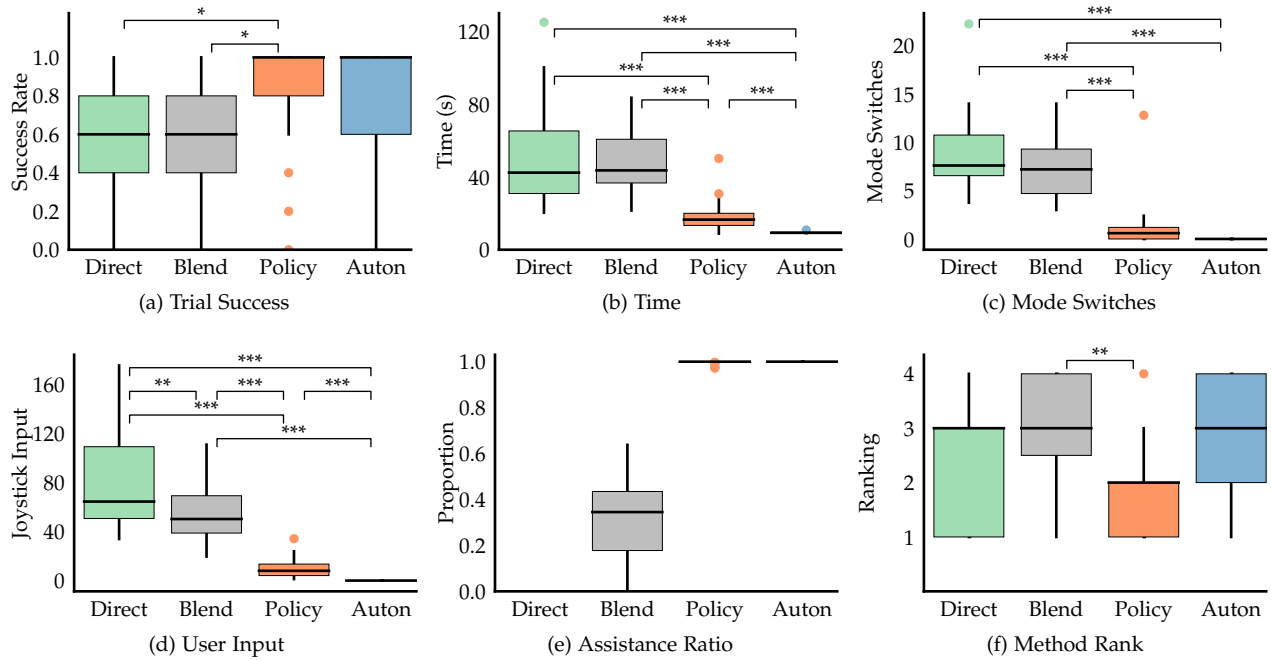 Success Rate
1.0
0.8
0.6
0.4
0.2
0.0
*
*
Direct Blend Policy Auton
(a) Trial Success
Time (s)
120
80
40
0
***
***
***
***
***
Direct Blend Policy Auton
(b) Time
Mode Switches
20
15
10
5
0
***
***
***
***
Direct Blend Policy Auton
(c) Mode Switches
Joystick Input
160
120
80
40
0
***
**
***
***
***
***
Direct Blend Policy Auton
(d) User Input
Proportion
1.0
0.8
0.6
0.4
0.2
0.0
Direct Blend Policy Auton
(e) Assistance Ratio
Ranking
4
3
2
1
**
Direct Blend Policy Auton
(f) Method Rank